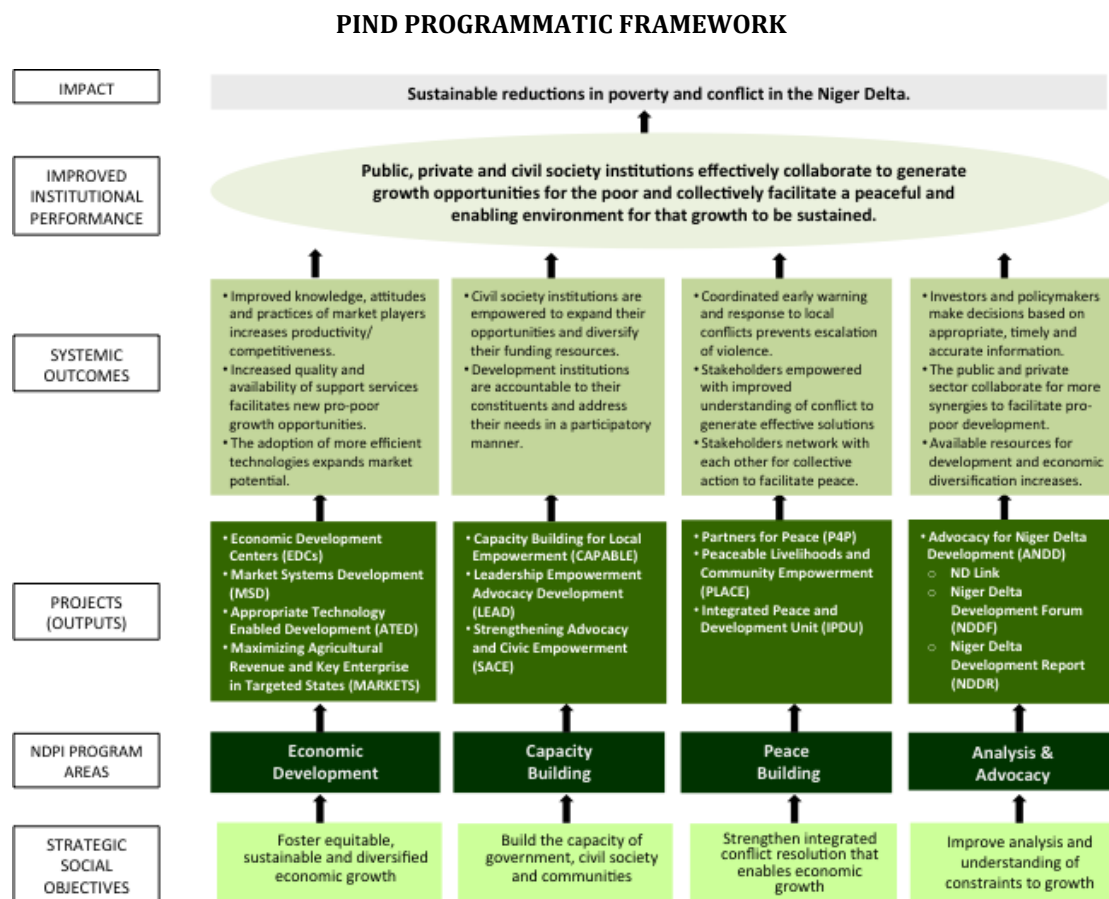 PIND PROGRAMMATIC FRAMEWORK
IMPACT
Sustainable reductions in poverty and conflict in the Niger Delta.
IMPROVED
INSTITUTIONAL
PERFORMANCE
Public, private and civil society institutions effectively collaborate to generate
growth opportunities for the poor and collectively facilitate a peaceful and
enabling environment for that growth to be sustained.
SYSTEMIC
OUTCOMES
• Improved knowledge, attitudes
and practices of market players
increases productivity/
competitiveness.
• Increased quality and
availability of support services
facilitates new pro-poor
growth opportunities.
• The adoption of more efficient
technologies expands market
potential.
• Civil society institutions are
empowered to expand their
opportunities and diversify
their funding resources.
• Development institutions
are accountable to their
constituents and address
their needs in a participatory
manner.
• Coordinated early warning
and response to local
conflicts prevents escalation
of violence.
• Stakeholders empowered
with improved
understanding of conflict to
generate effective solutions
• Stakeholders network with
each other for collective
action to facilitate peace.
• Investors and policymakers
make decisions based on
appropriate, timely and
accurate information.
• The public and private
sector collaborate for more
synergies to facilitate pro-
poor development.
• Available resources for
development and economic
diversification increases.
PROJECTS
(OUTPUTS)
• Economic Development
Centers (EDCs)
• Market Systems Development
(MSD)
• Appropriate Technology
Enabled Development (ATED)
• Maximizing Agricultural
Revenue and Key Enterprise
in Targeted States (MARKETS)
• Capacity Building for Local
Empowerment (CAPABLE)
• Leadership Empowerment
Advocacy Development
(LEAD)
• Strengthening Advocacy
and Civic Empowerment
(SACE)
• Partners for Peace (P4P)
• Peaceable Livelihoods and
Community Empowerment
(PLACE)
• Integrated Peace and
Development Unit (IPDU)
• Advocacy for Niger Delta
Development (ANDD)
o ND Link
o Niger Delta
Development Forum
(NDDF)
o Niger Delta
Development Report
(NDDR)
NDPI PROGRAM
AREAS
Economic
Development
Capacity
Building
Peace
Building
Analysis &
Advocacy
STRATEGIC
SOCIAL
OBJECTIVES
Foster equitable,
sustainable and diversified
economic growth
Build the capacity of
government, civil society
and communities
Strengthen integrated
conflict resolution that
enables economic
growth
Improve analysis and
understanding of
constraints to growth